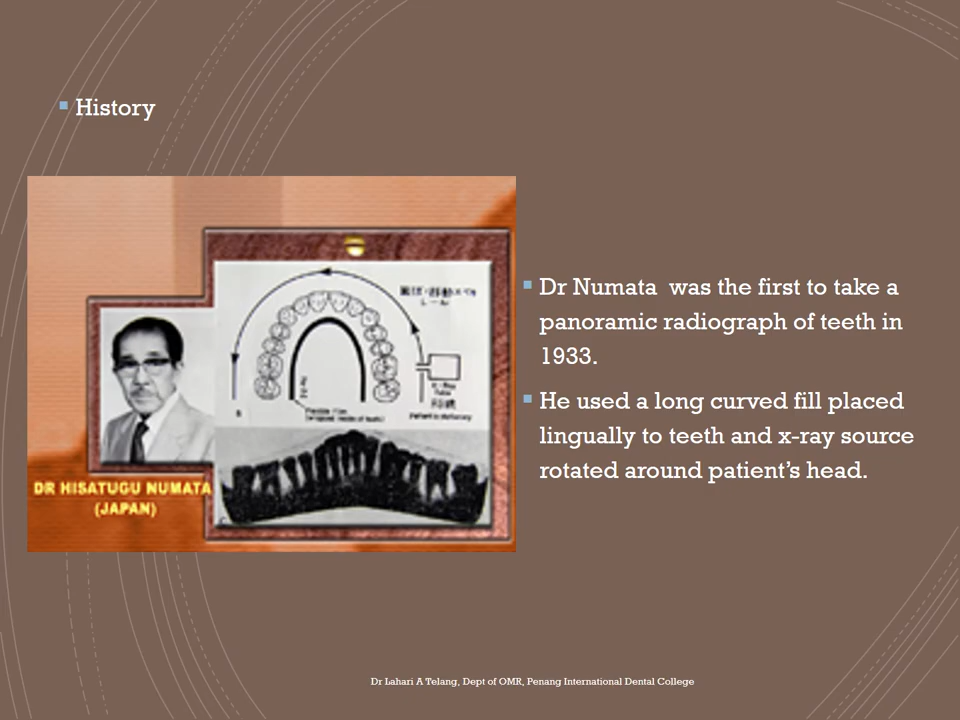 History
DR HISATUGU NUMATA
(JAPAN)
Dr Numata was the first to take a
panoramic radiograph of teeth in
1933.
He used a long curved fill placed
lingually to teeth and x-ray source
rotated around patient's head.
Dr Lahari A Telang, Dept of OMR, Penang International Dental College